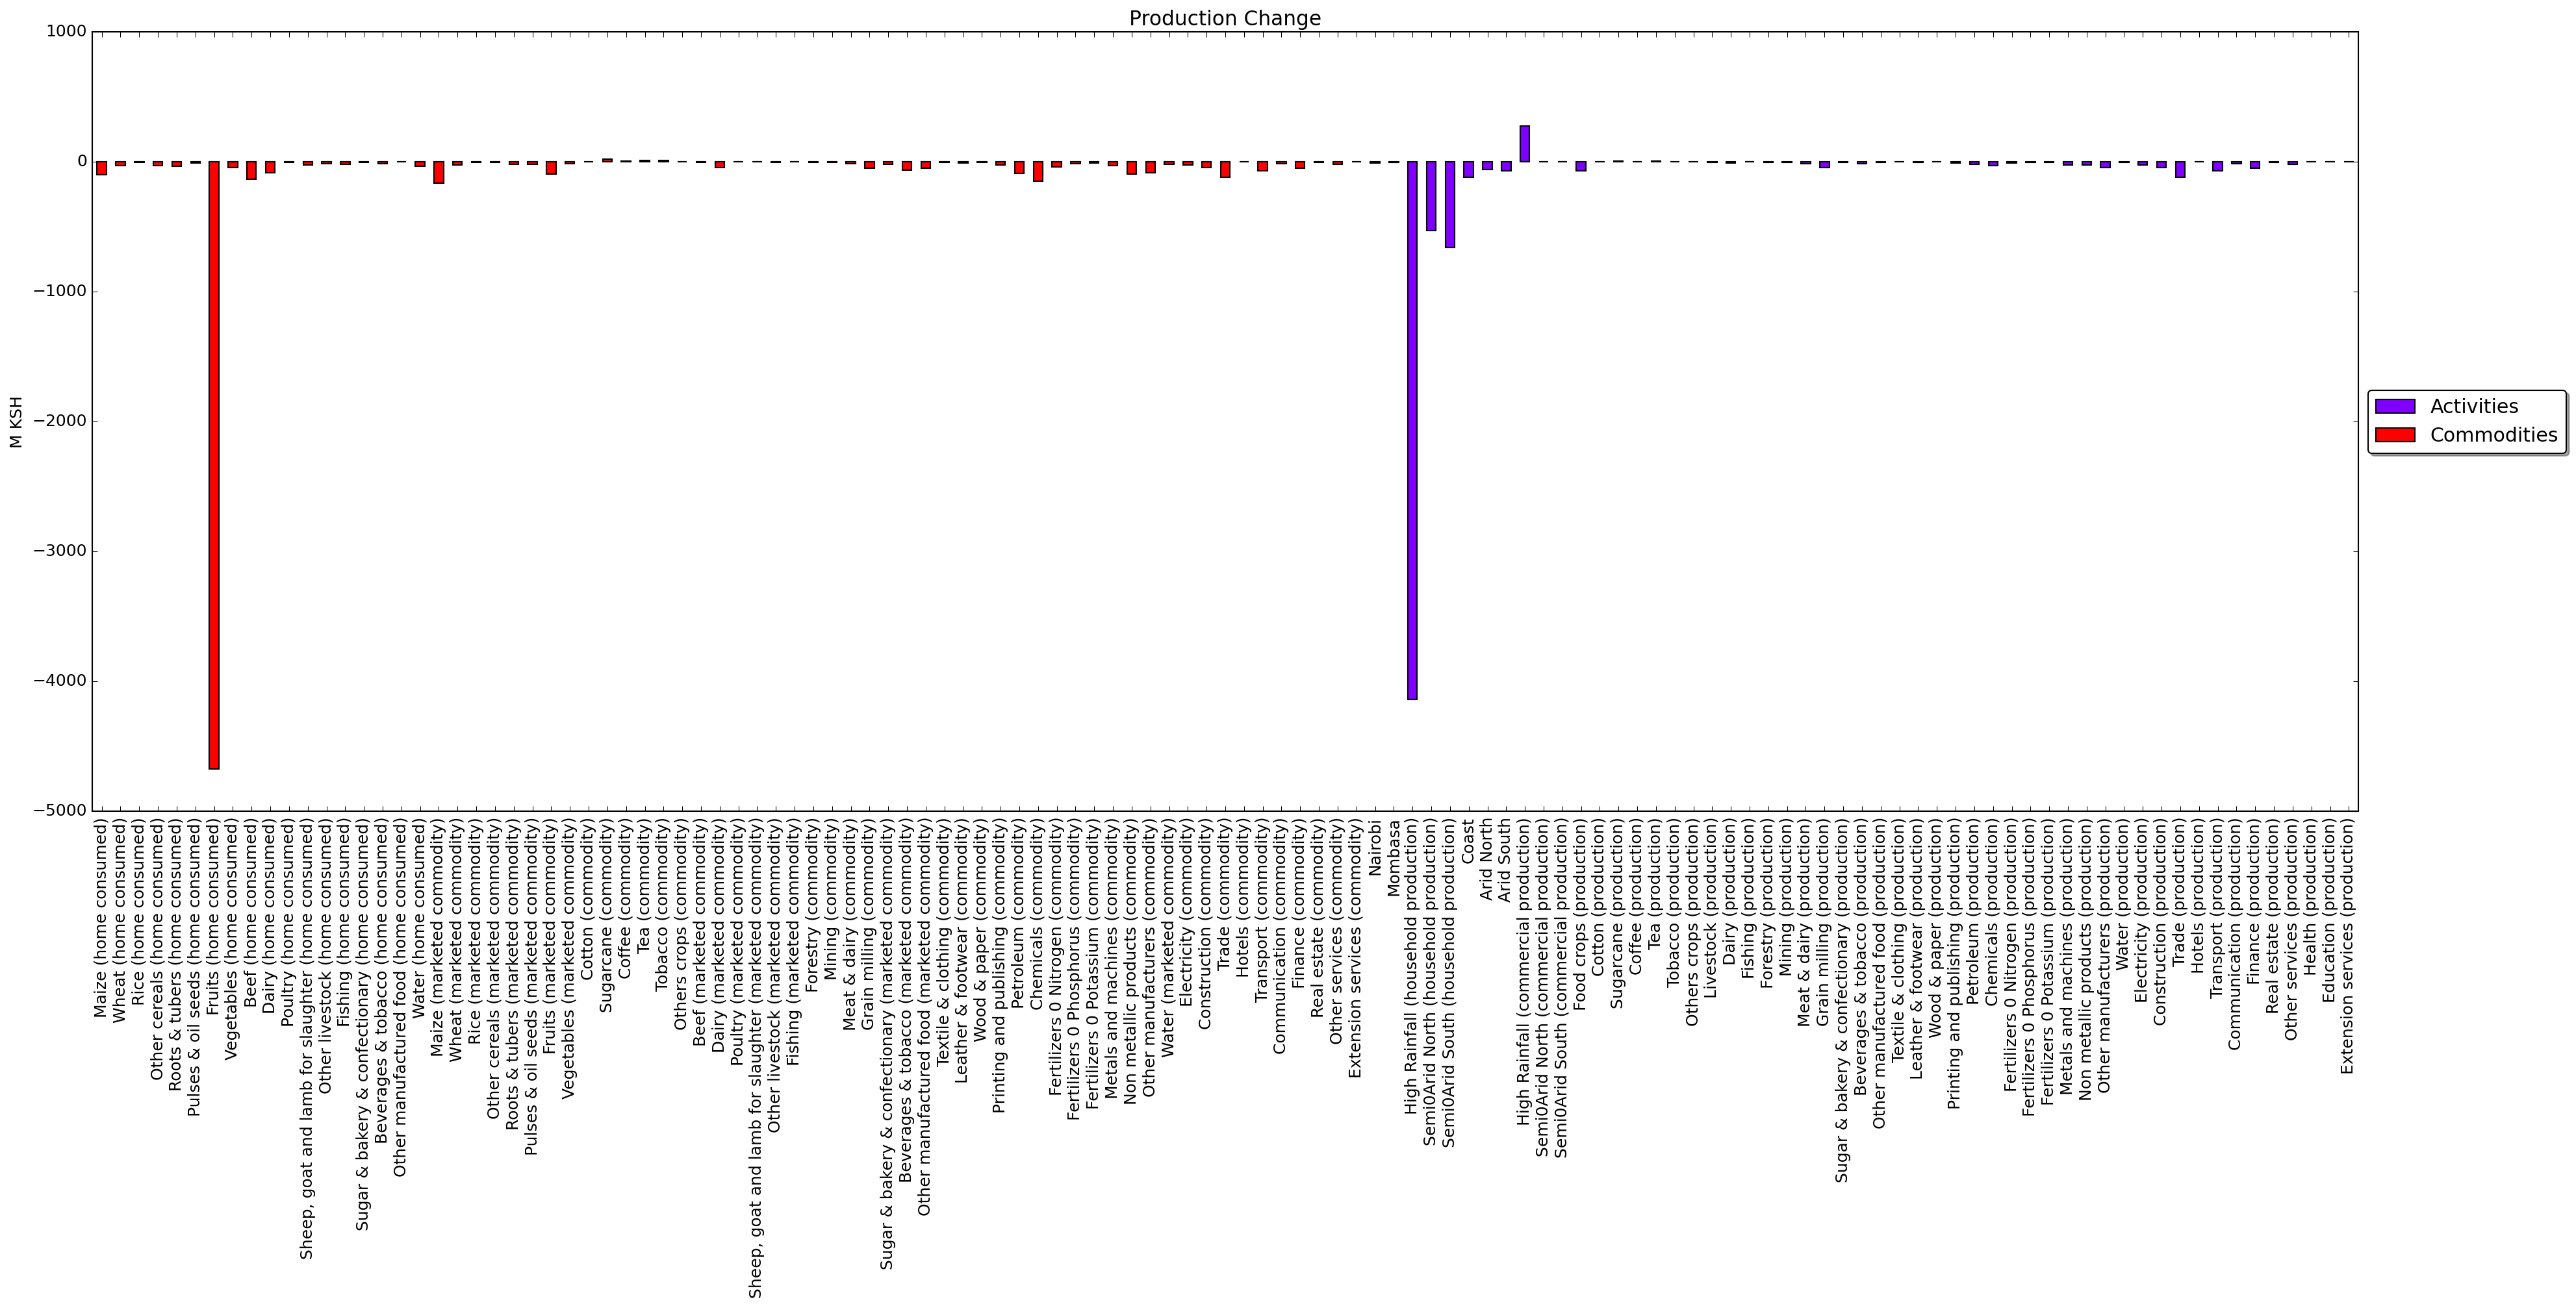 Production Change
1000
0
−1000
−2000
−3000
−4000
−5000
M KSH
Activities
Commodities
Maize (home consumed)
Wheat (home consumed)
Rice (home consumed)
Other cereals (home consumed)
Roots & tubers (home consumed)
Pulses & oil seeds (home consumed)
Fruits (home consumed)
Vegetables (home consumed)
Beef (home consumed)
Dairy (home consumed)
Poultry (home consumed)
Sheep, goat and lamb for slaughter (home consumed)
Other livestock (home consumed)
Fishing (home consumed)
Sugar & bakery & confectionary (home consumed)
Beverages & tobacco (home consumed)
Other manufactured food (home consumed)
Water (home consumed)
Maize (marketed commodity)
Wheat (marketed commodity)
Rice (marketed commodity)
Other cereals (marketed commodity)
Roots & tubers (marketed commodity)
Pulses & oil seeds (marketed commodity)
Fruits (marketed commodity)
Vegetables (marketed commodity)
Cotton (commodity)
Sugarcane (commodity)
Coffee (commodity)
Tea (commodity)
Tobacco (commodity)
Others crops (commodity)
Beef (marketed commodity)
Dairy (marketed commodity)
Poultry (marketed commodity)
Sheep, goat and lamb for slaughter (marketed commodity)
Other livestock (marketed commodity)
Fishing (marketed commodity)
Forestry (commodity)
Mining (commodity)
Meat & dairy (commodity)
Grain milling (commodity)
Sugar & bakery & confectionary (marketed commodity)
Beverages & tobacco (marketed commodity)
Other manufactured food (marketed commodity)
Textile & clothing (commodity)
Leather & footwear (commodity)
Wood & paper (commodity)
Printing and publishing (commodity)
Petroleum (commodity)
Chemicals (commodity)
Fertilizers 0 Nitrogen (commodity)
Fertilizers 0 Phosphorus (commodity)
Fertilizers 0 Potassium (commodity)
Metals and machines (commodity)
Non metallic products (commodity)
Other manufacturers (commodity)
Water (marketed commodity)
Electricity (commodity)
Construction (commodity)
Trade (commodity)
Hotels (commodity)
Transport (commodity)
Communication (commodity)
Finance (commodity)
Real estate (commodity)
Other services (commodity)
Extension services (commodity)
Nairobi
Mombasa
High Rainfall (household production)
Semi0Arid North (household production)
Semi0Arid South (household production)
Coast
Arid North
Arid South
High Rainfall (commercial production)
Semi0Arid North (commercial production)
Semi0Arid South (commercial production)
Food crops (production)
Cotton (production)
Sugarcane (production)
Coffee (production)
Tea (production)
Tobacco (production)
Others crops (production)
Livestock (production)
Dairy (production)
Fishing (production)
Forestry (production)
Mining (production)
Meat & dairy (production)
Grain milling (production)
Sugar & bakery & confectionary (production)
Beverages & tobacco (production)
Other manufactured food (production)
Textile & clothing (production)
Leather & footwear (production)
Wood & paper (production)
Printing and publishing (production)
Petroleum (production)
Chemicals (production)
Fertilizers 0 Nitrogen (production)
Fertilizers 0 Phosphorus (production)
Fertilizers 0 Potassium (production)
Metals and machines (production)
Non metallic products (production)
Other manufacturers (production)
Water (production)
Electricity (production)
Construction (production)
Trade (production)
Hotels (production)
Transport (production)
Communication (production)
Finance (production)
Real estate (production)
Other services (production)
Health (production)
Education (production)
Extension services (production)